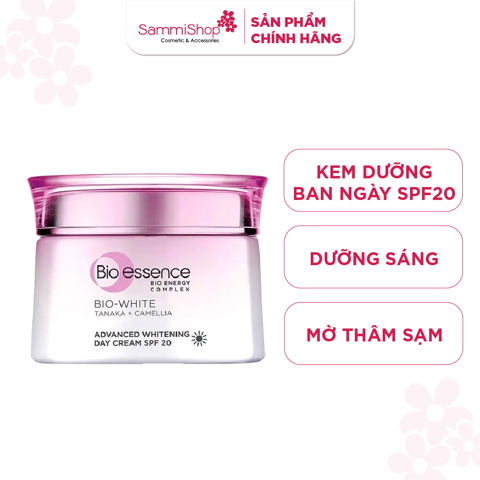 SammiShop
Cosmetic & Accessories
SẢN PHẨM
CHÍNH HÃNG
Bio essence
BIO ENERGY
COMPLEX
BIO-WHITE
TANAKA + CAMELLIA
ADVANCED WHITENING
DAY CREAM SPF 20
KEM DƯỠNG
BAN NGÀY SPF20
DƯỠNG SÁNG
MỜ THÂM SẠM